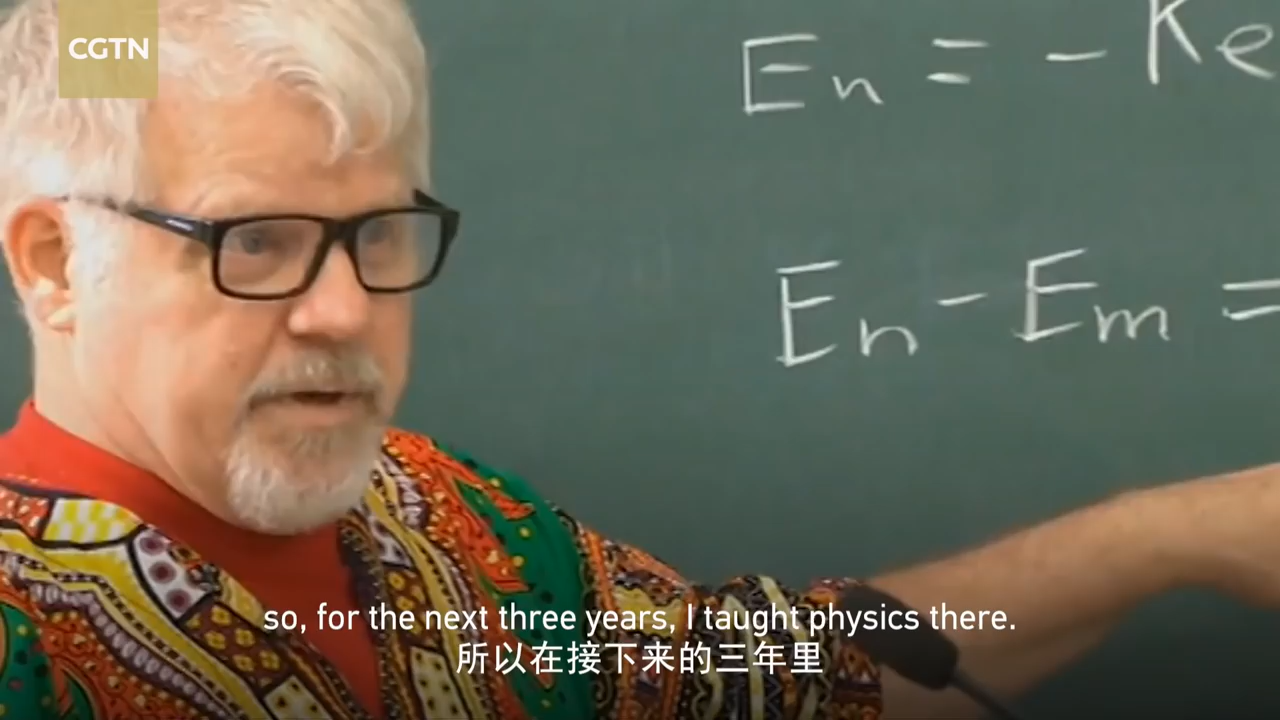 CGTN
En = - Ke
En - Em =
so, for the next three years, I taught physics there.
所以在接下来的三年里